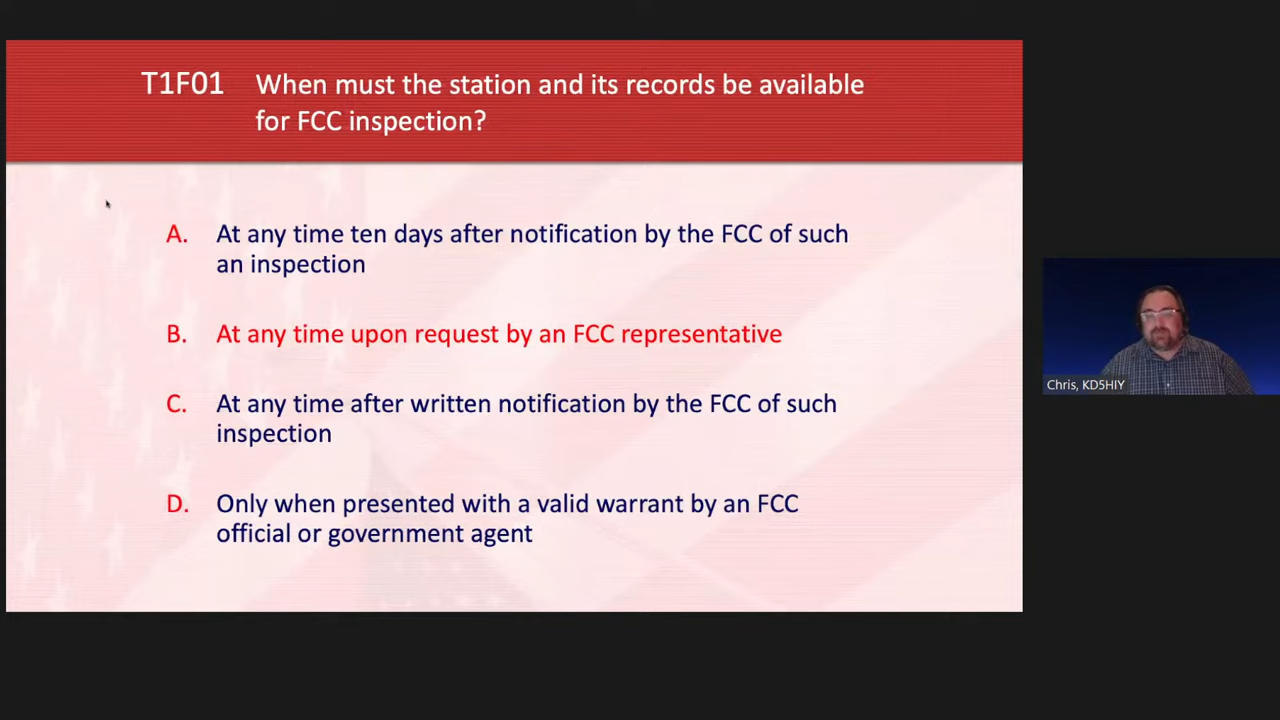 T1F01 When must the station and its records be available
for FCC inspection?
A. At any time ten days after notification by the FCC of such
an inspection
B. At any time upon request by an FCC representative
C. At any time after written notification by the FCC of such
inspection
D. Only when presented with a valid warrant by an FCC
official or government agent
Chris, KD5HIY